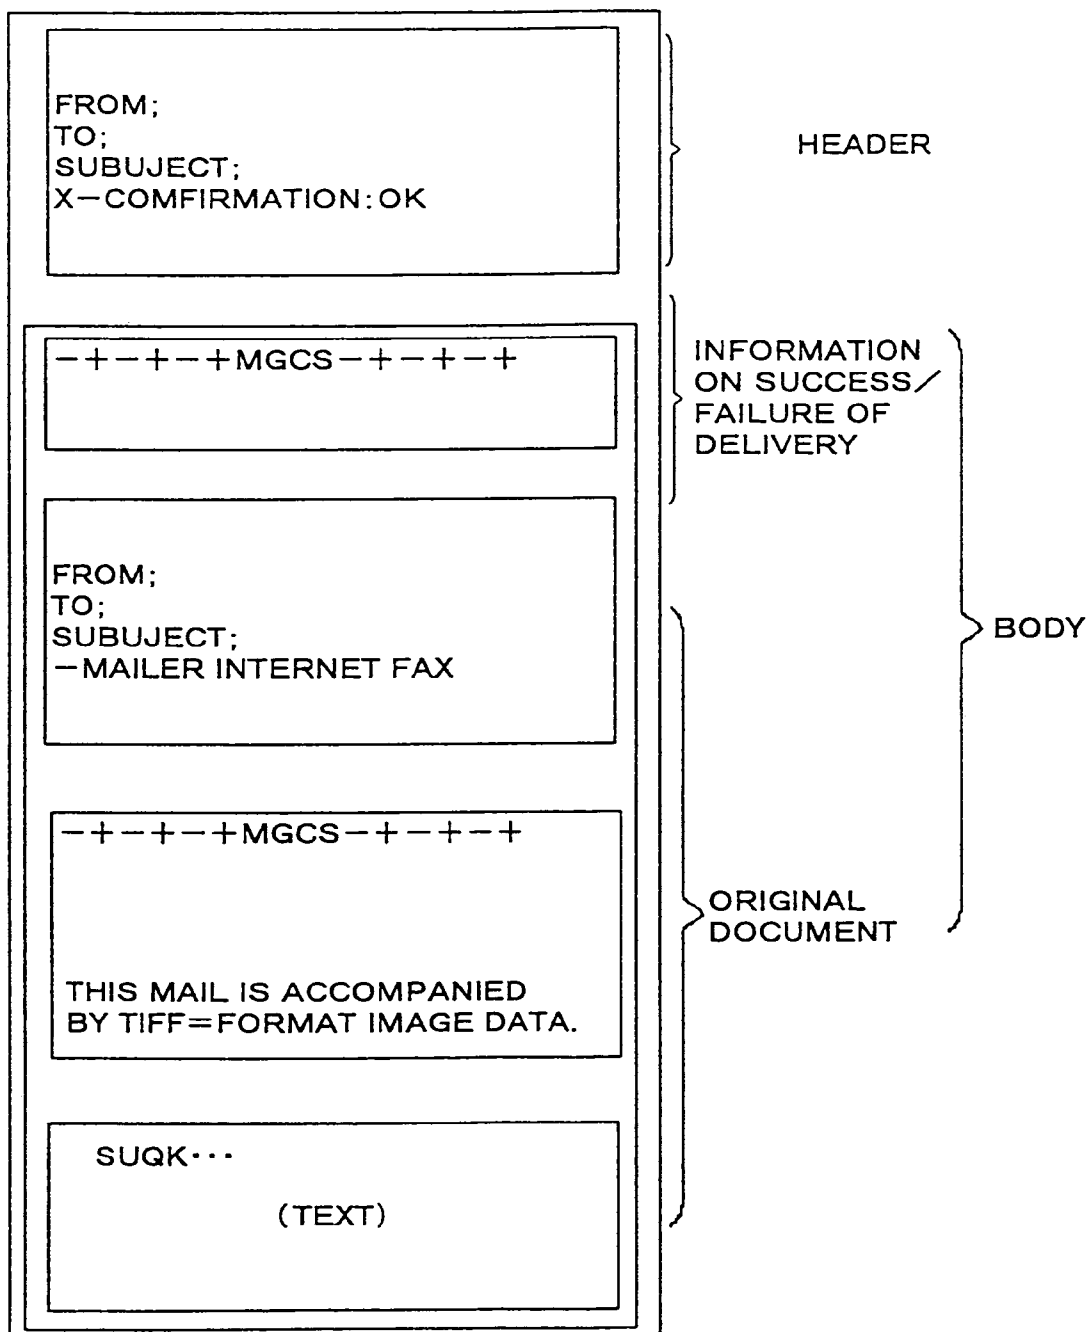 FROM;
TO;
SUBUJECT;
X-COMFIRMATION:OK
HEADER
-+-+-+MGCS-+-+-+
INFORMATION
ON SUCCESS/
FAILURE OF
DELIVERY
FROM;
TO;
SUBUJECT;
-MAILER INTERNET FAX
BODY
-+-+-+MGCS-+-+-+
THIS MAIL IS ACCOMPANIED
BY TIFF=FORMAT IMAGE DATA.
ORIGINAL
DOCUMENT
SUQK···
(TEXT)